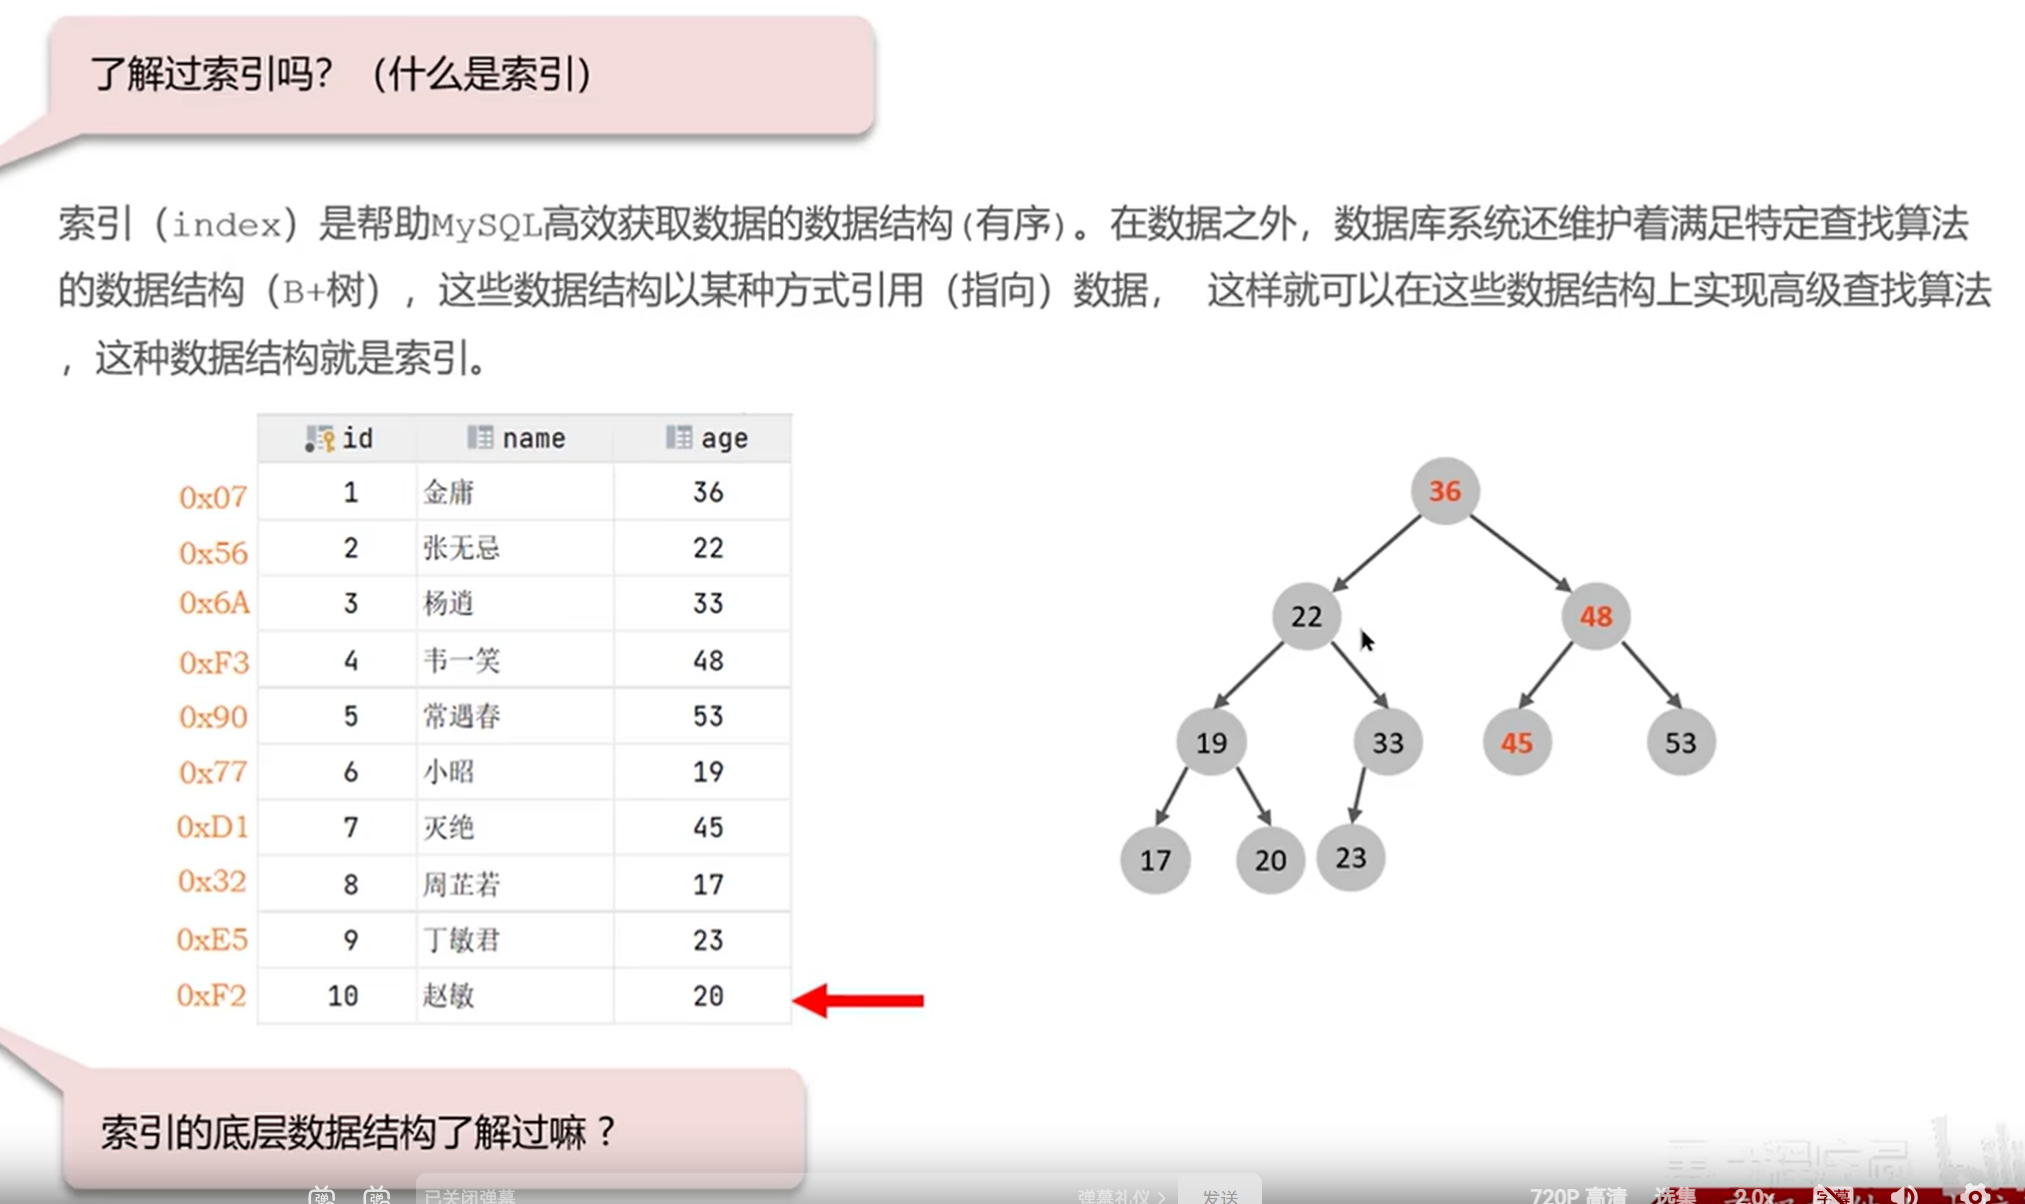 了解过索引吗？（什么是索引）
索引（index）是帮助MySQL高效获取数据的数据结构(有序)。在数据之外，数据库系统还维护着满足特定查找算法
的数据结构（B+树），这些数据结构以某种方式引用（指向）数据， 这样就可以在这些数据结构上实现高级查找算法
，这种数据结构就是索引。
id name age
0x07 1 金庸 36
0x56 2 张无忌 22
0x6A 3 杨逍 33
0xF3 4 韦一笑 48
0x90 5 常遇春 53
0x77 6 小昭 19
0xD1 7 灭绝 45
0x32 8 周芷若 17
0xE5 9 丁敏君 23
0xF2 10 赵敏 20
36
22 48
19 33 45 53
17 20 23
索引的底层数据结构了解过嘛？
弹 弹 已关闭弹幕 弹幕礼仪 > 发送 720P 高清 选集 2.0x 字幕